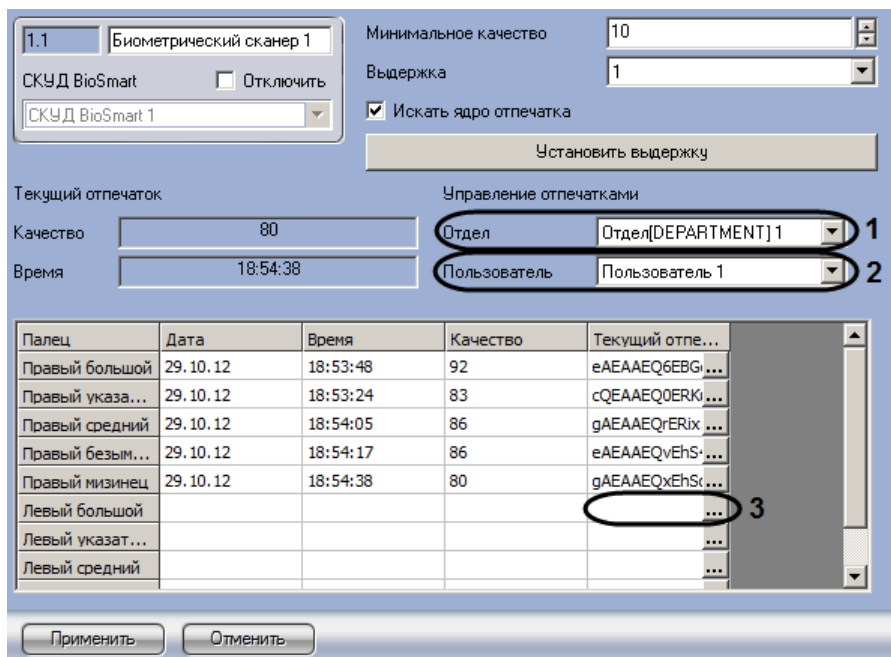 1.1 Биометрический сканер 1
СКУД BioSmart Отключить
СКУД BioSmart 1
Минимальное качество 10
Выдержка 1
Искать ядро отпечатка
Установить выдержку
Текущий отпечаток
Качество 80
Время 18:54:38
Управление отпечатками
Отдел Отдел[DEPARTMENT] 1 1
Пользователь Пользователь 1 2
Палец Дата Время Качество Текущий отпе...
Правый большой 29.10.12 18:53:48 92 eAEAAEQ6EBG ...
Правый указа... 29.10.12 18:53:24 83 cQEAAEQ0ERK ...
Правый средний 29.10.12 18:54:05 86 gAEAAEQrERix ...
Правый безым... 29.10.12 18:54:17 86 eAEAAEQvEhS ...
Правый мизинец 29.10.12 18:54:38 80 gAEAAEQxEhS ...
Левый большой ... 3
Левый указат... ...
Левый средний ...
Применить Отменить